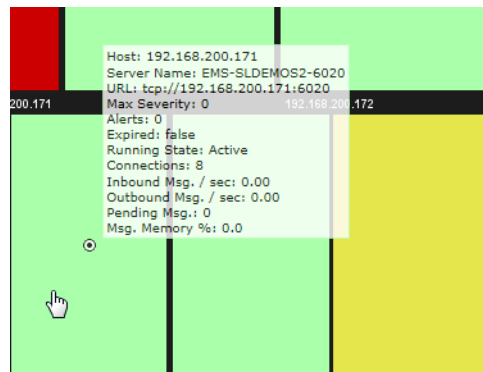 Host: 192.168.200.171
Server Name: EMS-SLDEMOS2-6020
URL: tcp://192.168.200.171:6020
200.171
Max Severity: 0
192.168.200.172
Alerts: 0
Expired: false
Running State: Active
Connections: 8
Inbound Msg. / sec: 0.00
Outbound Msg. / sec: 0.00
Pending Msg.: 0
Msg. Memory %: 0.0